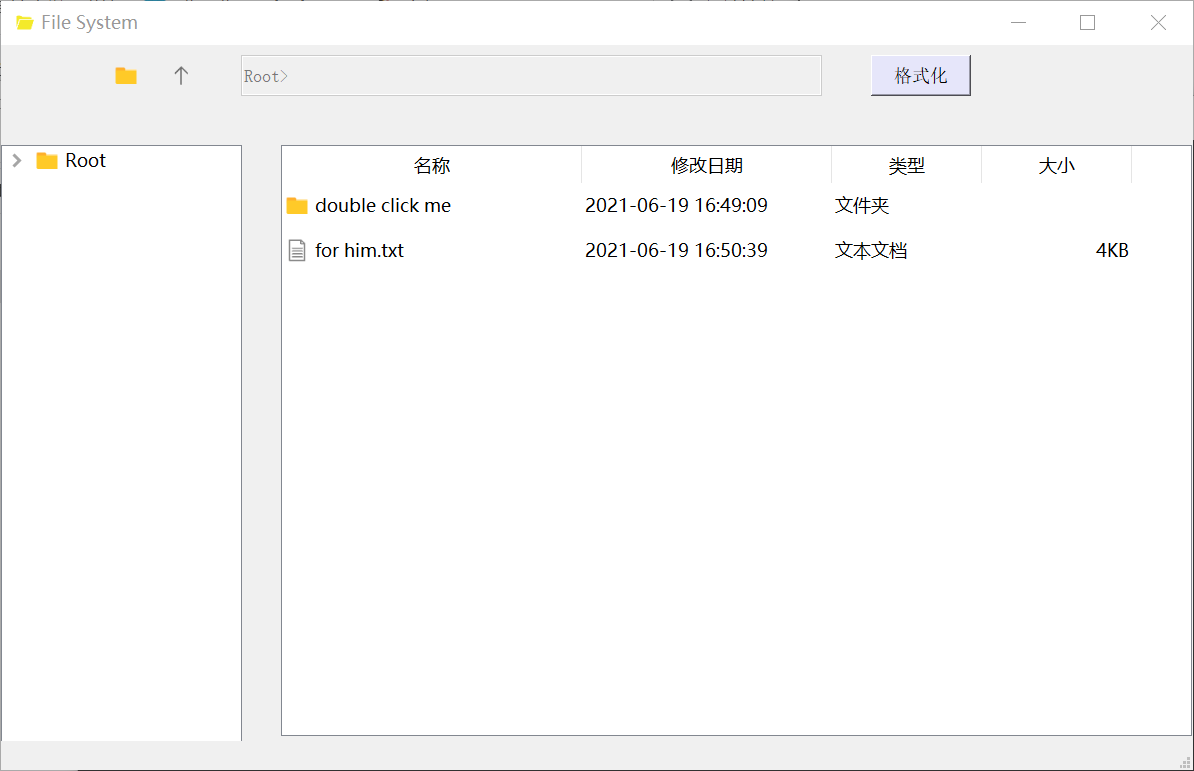 File System
Root> 格式化
Root
名称 修改日期 类型 大小
double click me 2021-06-19 16:49:09 文件夹
for him.txt 2021-06-19 16:50:39 文本文档 4KB